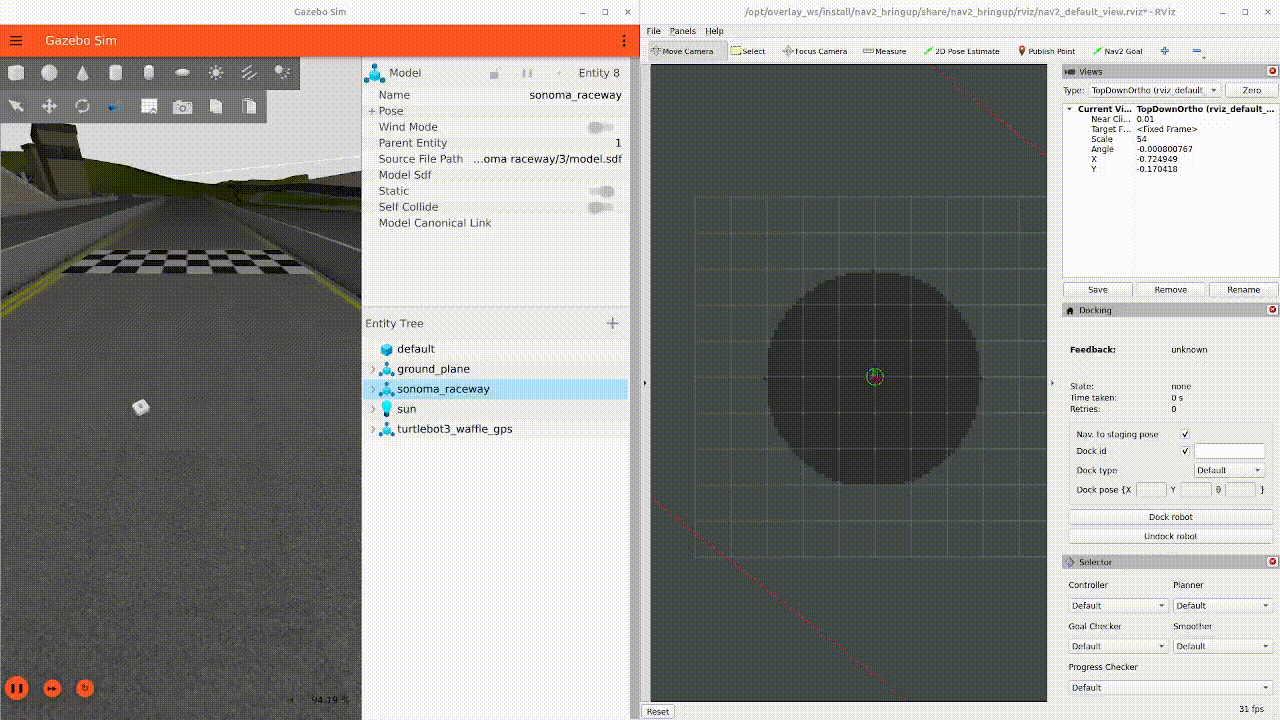 Gazebo Sim
Gazebo Sim
Model
Entity 8
Name
sonoma_raceway
Pose
Wind Mode
Parent Entity
1
Source File Path
...oma raceway/3/model.sdf
Model Sdf
Static
Self Collide
Model Canonical Link
Entity Tree
default
ground_plane
sonoma_raceway
sun
turtlebot3_waffle_gps
94.19 %
/opt/overlay_ws/install/nav2_bringup/share/nav2_bringup/rviz/nav2_default_view.rviz* - RViz
File Panels Help
Move Camera
Select
Focus Camera
Measure
2D Pose Estimate
Publish Point
Nav2 Goal
Views
Type: TopDownOrtho (rviz_default_
Zero
Current Vi... TopDownOrtho (rviz_default_...
Near Cli... 0.01
Target F... <Fixed Frame>
Scale 54
Angle -0.000800767
X -0.724949
Y -0.170418
Save
Remove
Rename
Docking
Feedback: unknown
State: none
Time taken: 0 s
Retries: 0
Nav. to staging pose
Dock id
Dock type Default
Dock pose {X Y θ }
Dock robot
Undock robot
Selector
Controller Planner
Default Default
Goal Checker Smoother
Default Default
Progress Checker
Default
Reset
31 fps